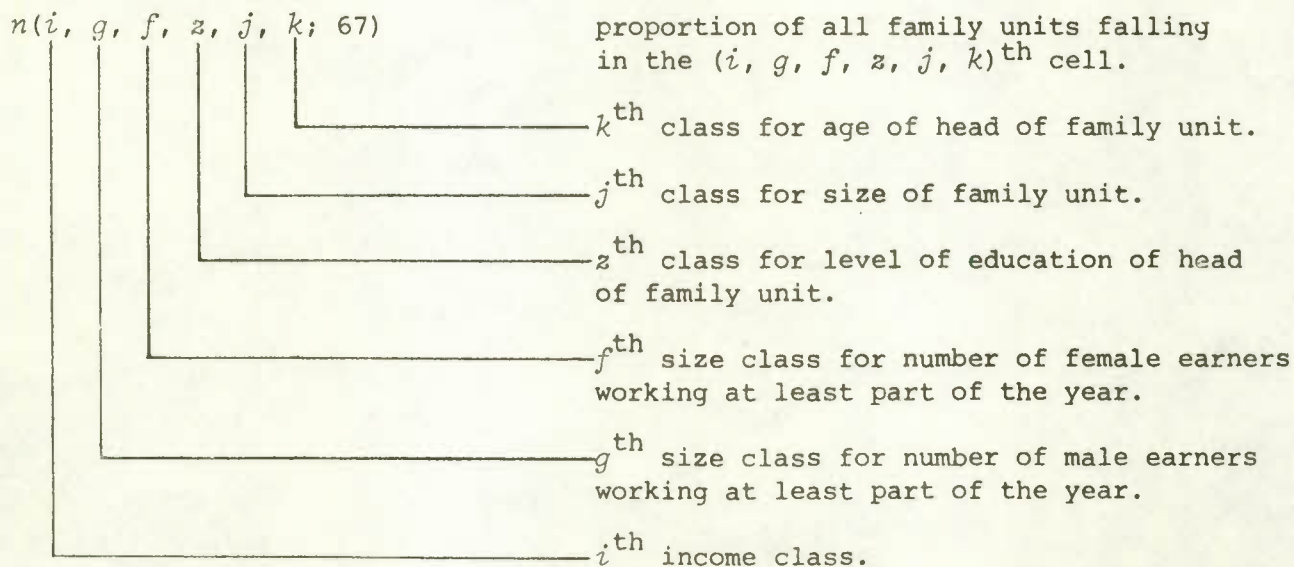 n(i, g, f, z, j, k; 67) proportion of all family units falling
in the (i, g, f, z, j, k)th cell.
kth class for age of head of family unit.
jth class for size of family unit.
zth class for level of education of head
of family unit.
fth size class for number of female earners
working at least part of the year.
gth size class for number of male earners
working at least part of the year.
ith income class.